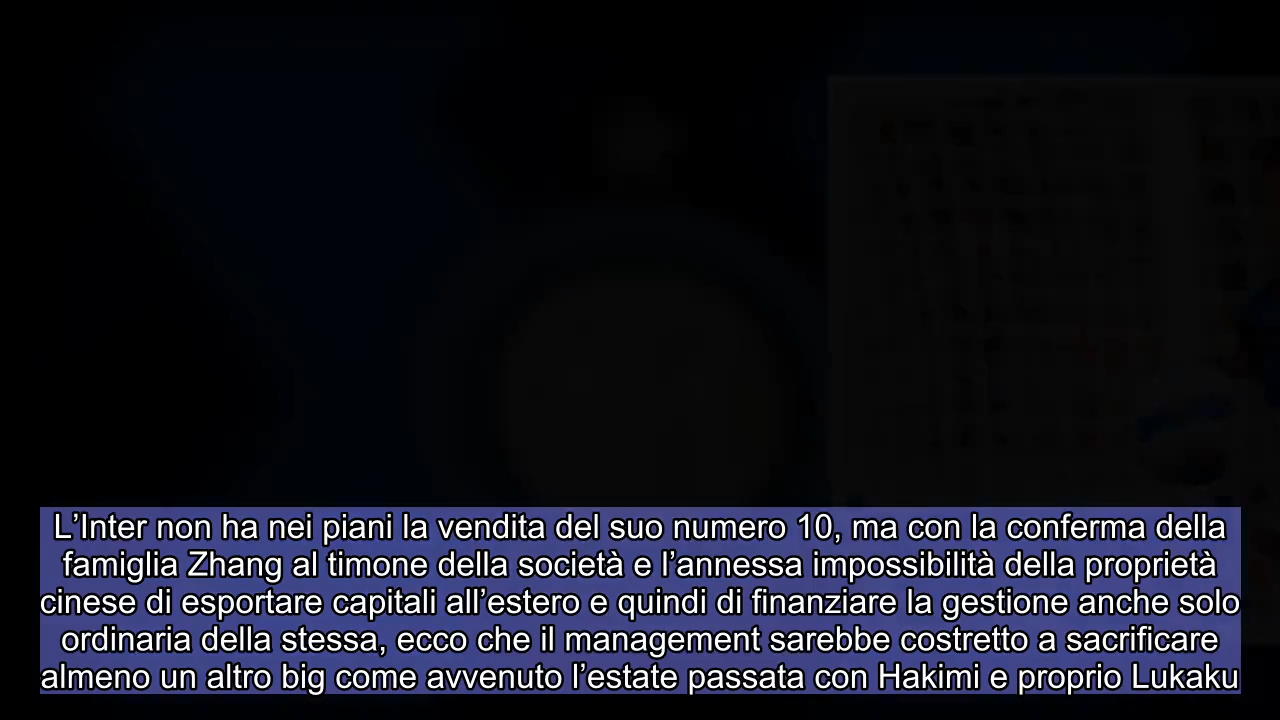 L’Inter non ha nei piani la vendita del suo numero 10, ma con la conferma della
famiglia Zhang al timone della società e l’annessa impossibilità della proprietà
cinese di esportare capitali all’estero e quindi di finanziare la gestione anche solo
ordinaria della stessa, ecco che il management sarebbe costretto a sacrificare
almeno un altro big come avvenuto l’estate passata con Hakimi e proprio Lukaku